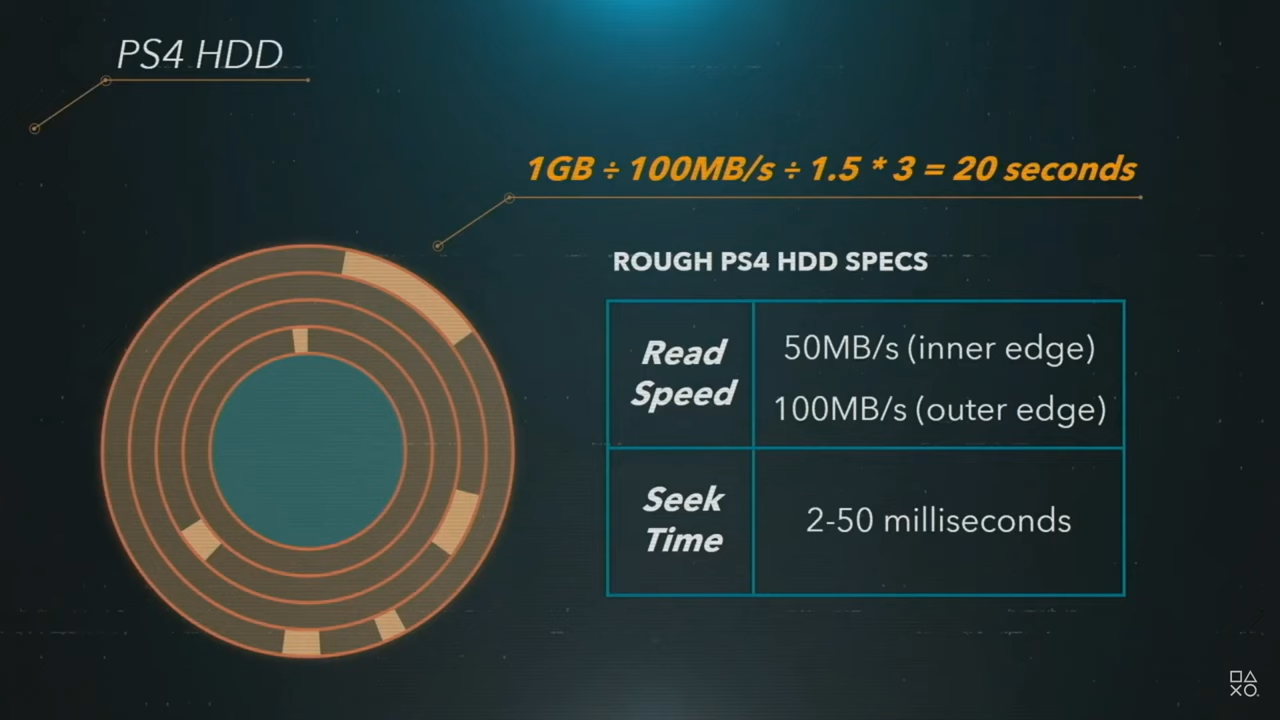 PS4 HDD
1GB ÷ 100MB/s ÷ 1.5 * 3 = 20 seconds
ROUGH PS4 HDD SPECS
Read
Speed
50MB/s (inner edge)
100MB/s (outer edge)
Seek
Time
2-50 milliseconds